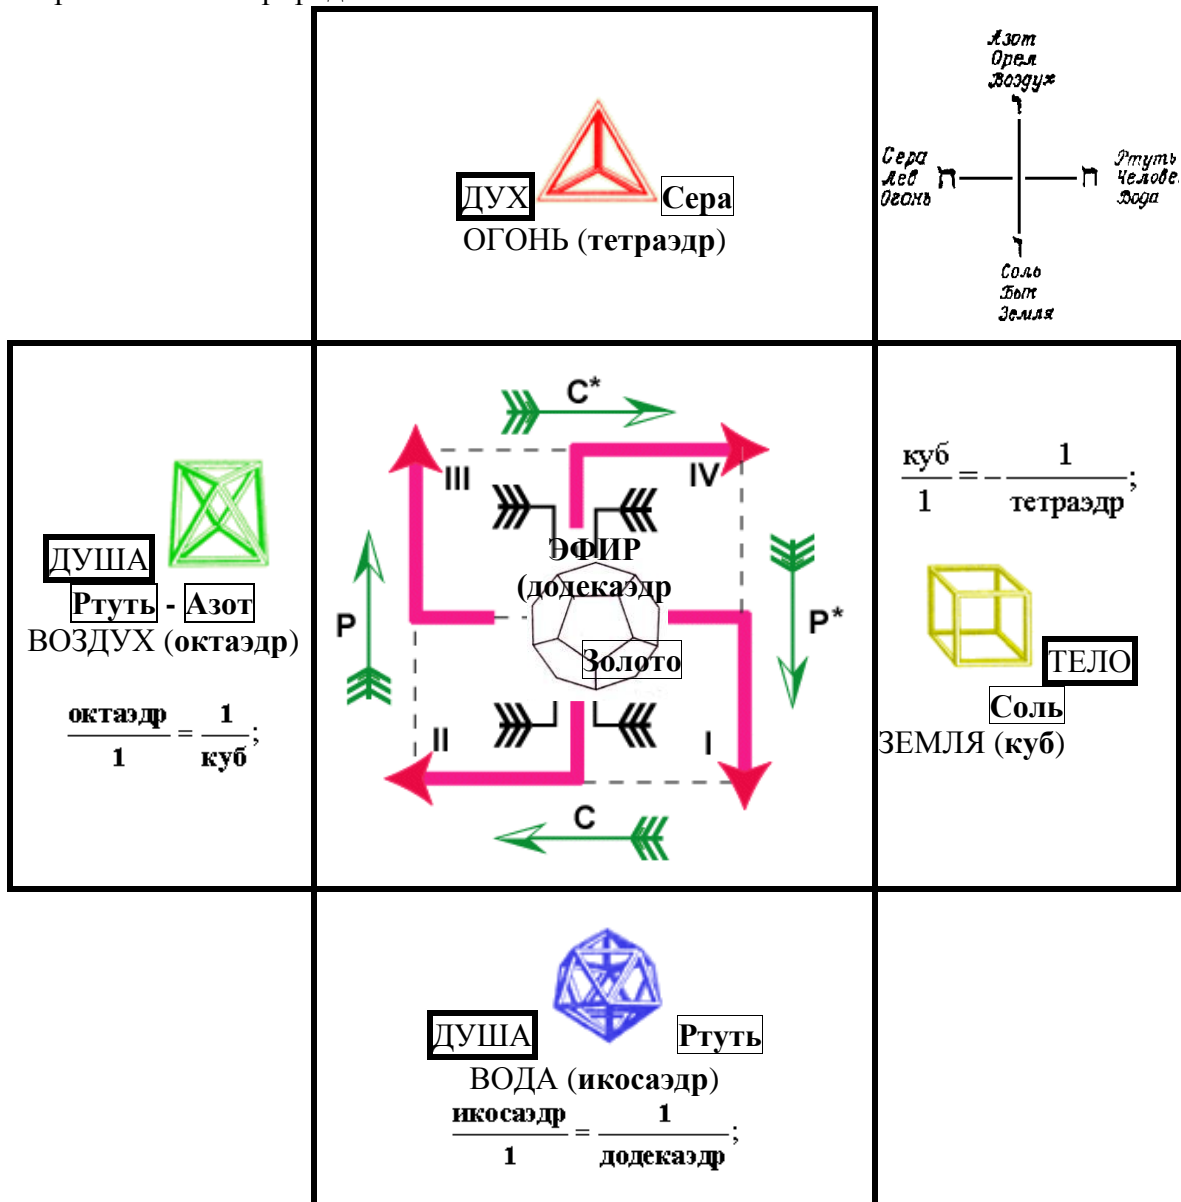 Азот
Орел
Воздух
ר
Сера
Лев
Огонь
ה
ה
Ртуть
Вода
Соль
Бык
Земля
ДУХ
Сера
ОГОНЬ (тетраэдр)
C*
III
IV
ЭФИР
(додекаэдр
Золото
P
P*
II
I
C
ДУША
Ртуть - Азот
ВОЗДУХ (октаэдр)
октаэдр
1
=
1
куб
;
куб
1
= -
1
тетраэдр
;
ТЕЛО
Соль
ЗЕМЛЯ (куб)
ДУША
Ртуть
ВОДА (икосаэдр)
икосаэдр
1
=
1
додекаэдр
;